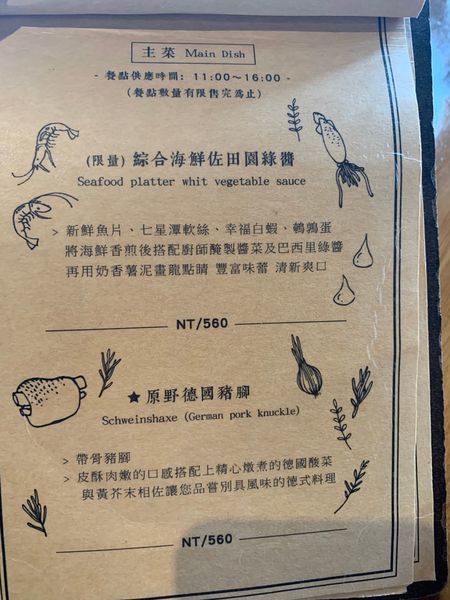 主菜 Main Dish
- 餐點供應時間: 11:00~16:00 -
(餐點數量有限售完為止)
(限量) 綜合海鮮佐田園綠醬
Seafood platter whit vegetable sauce
> 新鮮魚片、七星潭軟絲、幸福白蝦、鵪鶉蛋
將海鮮香煎後搭配廚師醃製醬菜及巴西里綠醬
再用奶香薯泥畫龍點睛 豐富味蕾 清新爽口
NT/560
★ 原野德國豬腳
Schweinshaxe (German pork knuckle)
> 帶骨豬腳
> 皮酥肉嫩的口感搭配上精心燉煮的德國酸菜
與黃芥末相佐讓您品嘗別具風味的德式料理
NT/560